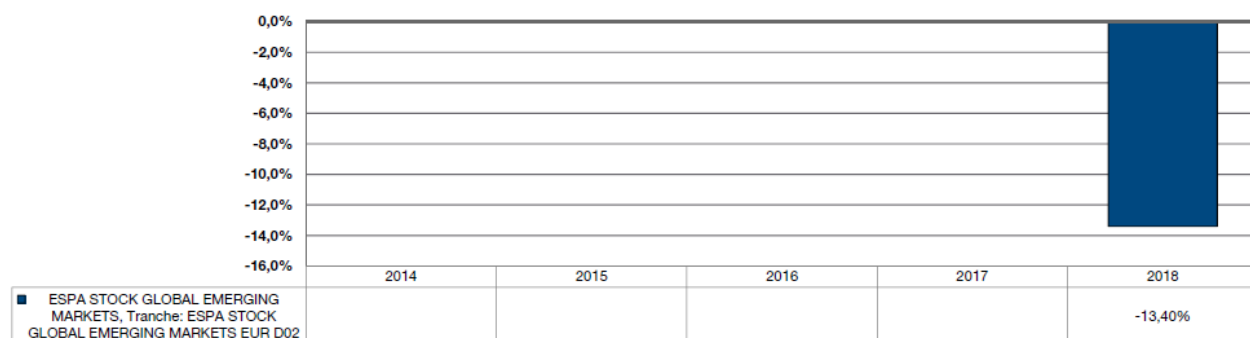 0,0%
-2,0%
-4,0%
-6,0%
-8,0%
-10,0%
-12,0%
-14,0%
-16,0%
2014 2015 2016 2017 2018
ESPA STOCK GLOBAL EMERGING
MARKETS, Tranche: ESPA STOCK
GLOBAL EMERGING MARKETS EUR D02
-13,40%